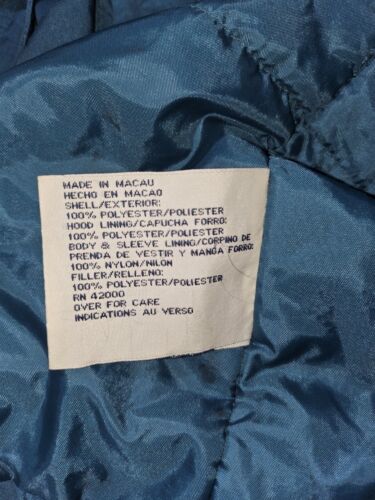 MADE IN MACAU
HECHO EN MACAO
SHELL/EXTERIOR:
100% POLYESTER/POLIESTER
HOOD LINING/CAPUCHA FORRO:
100% POLYESTER/POLIESTER
BODY & SLEEVE LINING/CORPINO DE
PRENDA DE VESTIR Y MANGA FORRO:
100% NYLON/NILON
FILLER/RELLENO:
100% POLYESTER/POLIESTER
RN 42000
OVER FOR CARE
INDICATIONS AU VERSO